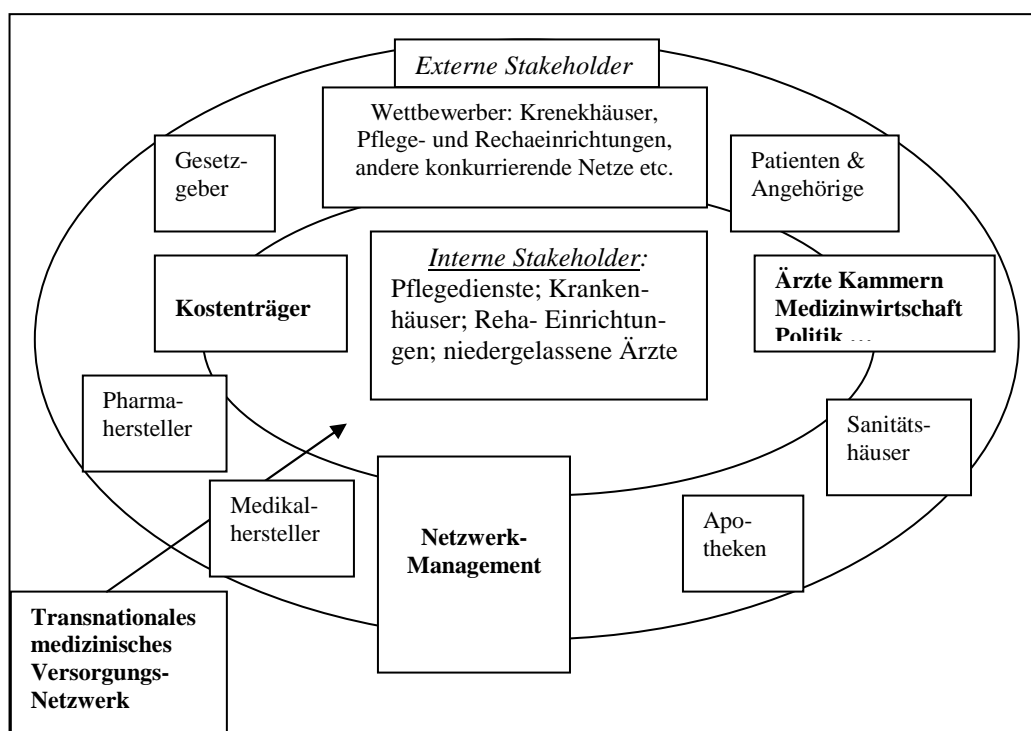 Externe Stakeholder
Wettbewerber: Krenekhäuser,
Pflege- und Rechaeinrichtungen,
andere konkurrierende Netze etc.
Gesetz-
geber
Patienten &
Angehörige
Interne Stakeholder:
Pflegedienste; Kranken-
häuser; Reha- Einrichtun-
gen; niedergelassene Ärzte
Kostenträger
Ärzte Kammern
Medizinwirtschaft
Politik ...
Pharma-
hersteller
Sanitäts-
häuser
Medikal-
hersteller
Netzwerk-
Management
Apo-
theken
Transnationales
medizinisches
Versorgungs-
Netzwerk